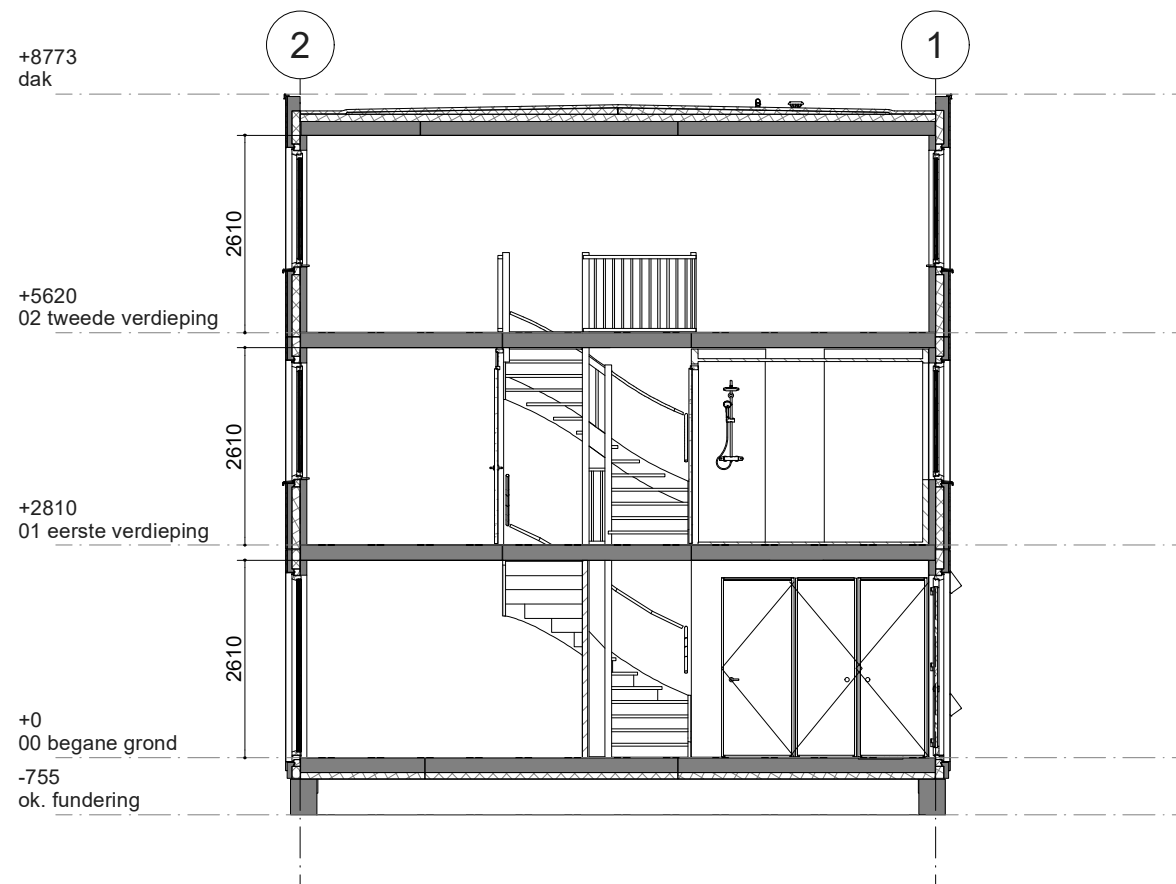 2
1
+8773
dak
2610
+5620
02 tweede verdieping
2610
+2810
01 eerste verdieping
2610
+0
00 begane grond
-755
ok. fundering